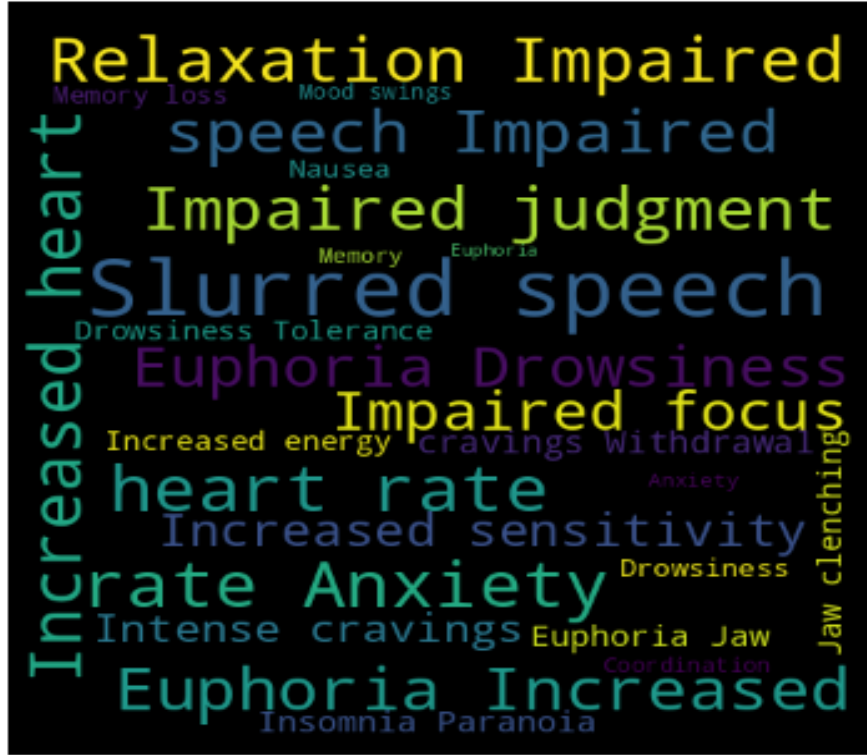 Relaxation Impaired
Memory loss
Mood swings
speech Impaired
Nausea
Impaired judgment
Memory
Euphoria
Slurred speech
Drowsiness Tolerance
Euphoria Drowsiness
Impaired focus
Increased energy
cravings Withdrawal
heart rate
Anxiety
Increased sensitivity
rate Anxiety
Drowsiness
Intense cravings
Euphoria Jaw
Coordination
Euphoria Increased
Insomnia Paranoia
Increased heart
Jaw clenching